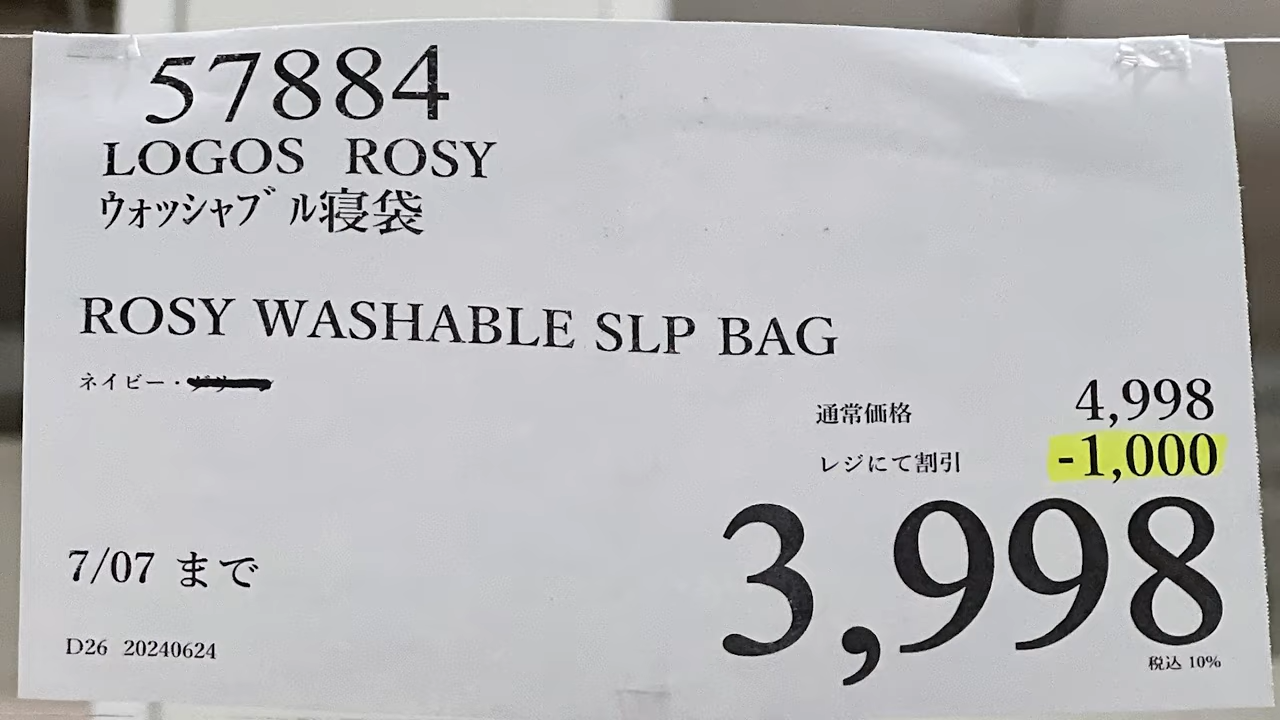 57884
LOGOS ROSY
ウォッシャブル寝袋
ROSY WASHABLE SLP BAG
ネイビー・
通常価格 4,998
レジにて割引 -1,000
3,998
7/07 まで
税込 10%
D26 20240624